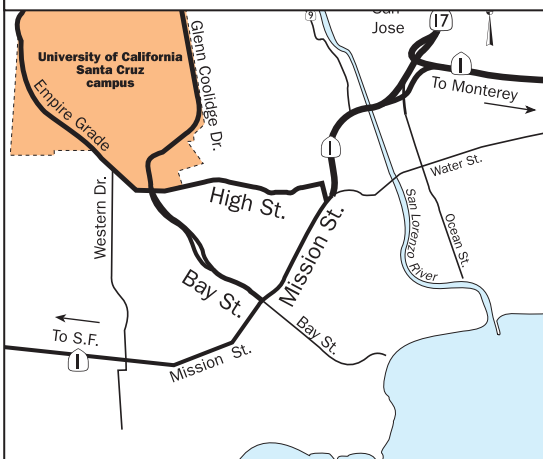 9
San
Jose
17
University of California
Santa Cruz
campus
Glenn Coolidge Dr.
1
To Monterey
Empire Grade
1
Water St.
High St.
Western Dr.
Mission St.
San Lorenzo River
Ocean St.
Bay St.
To S.F.
1
Mission St.
Bay St.